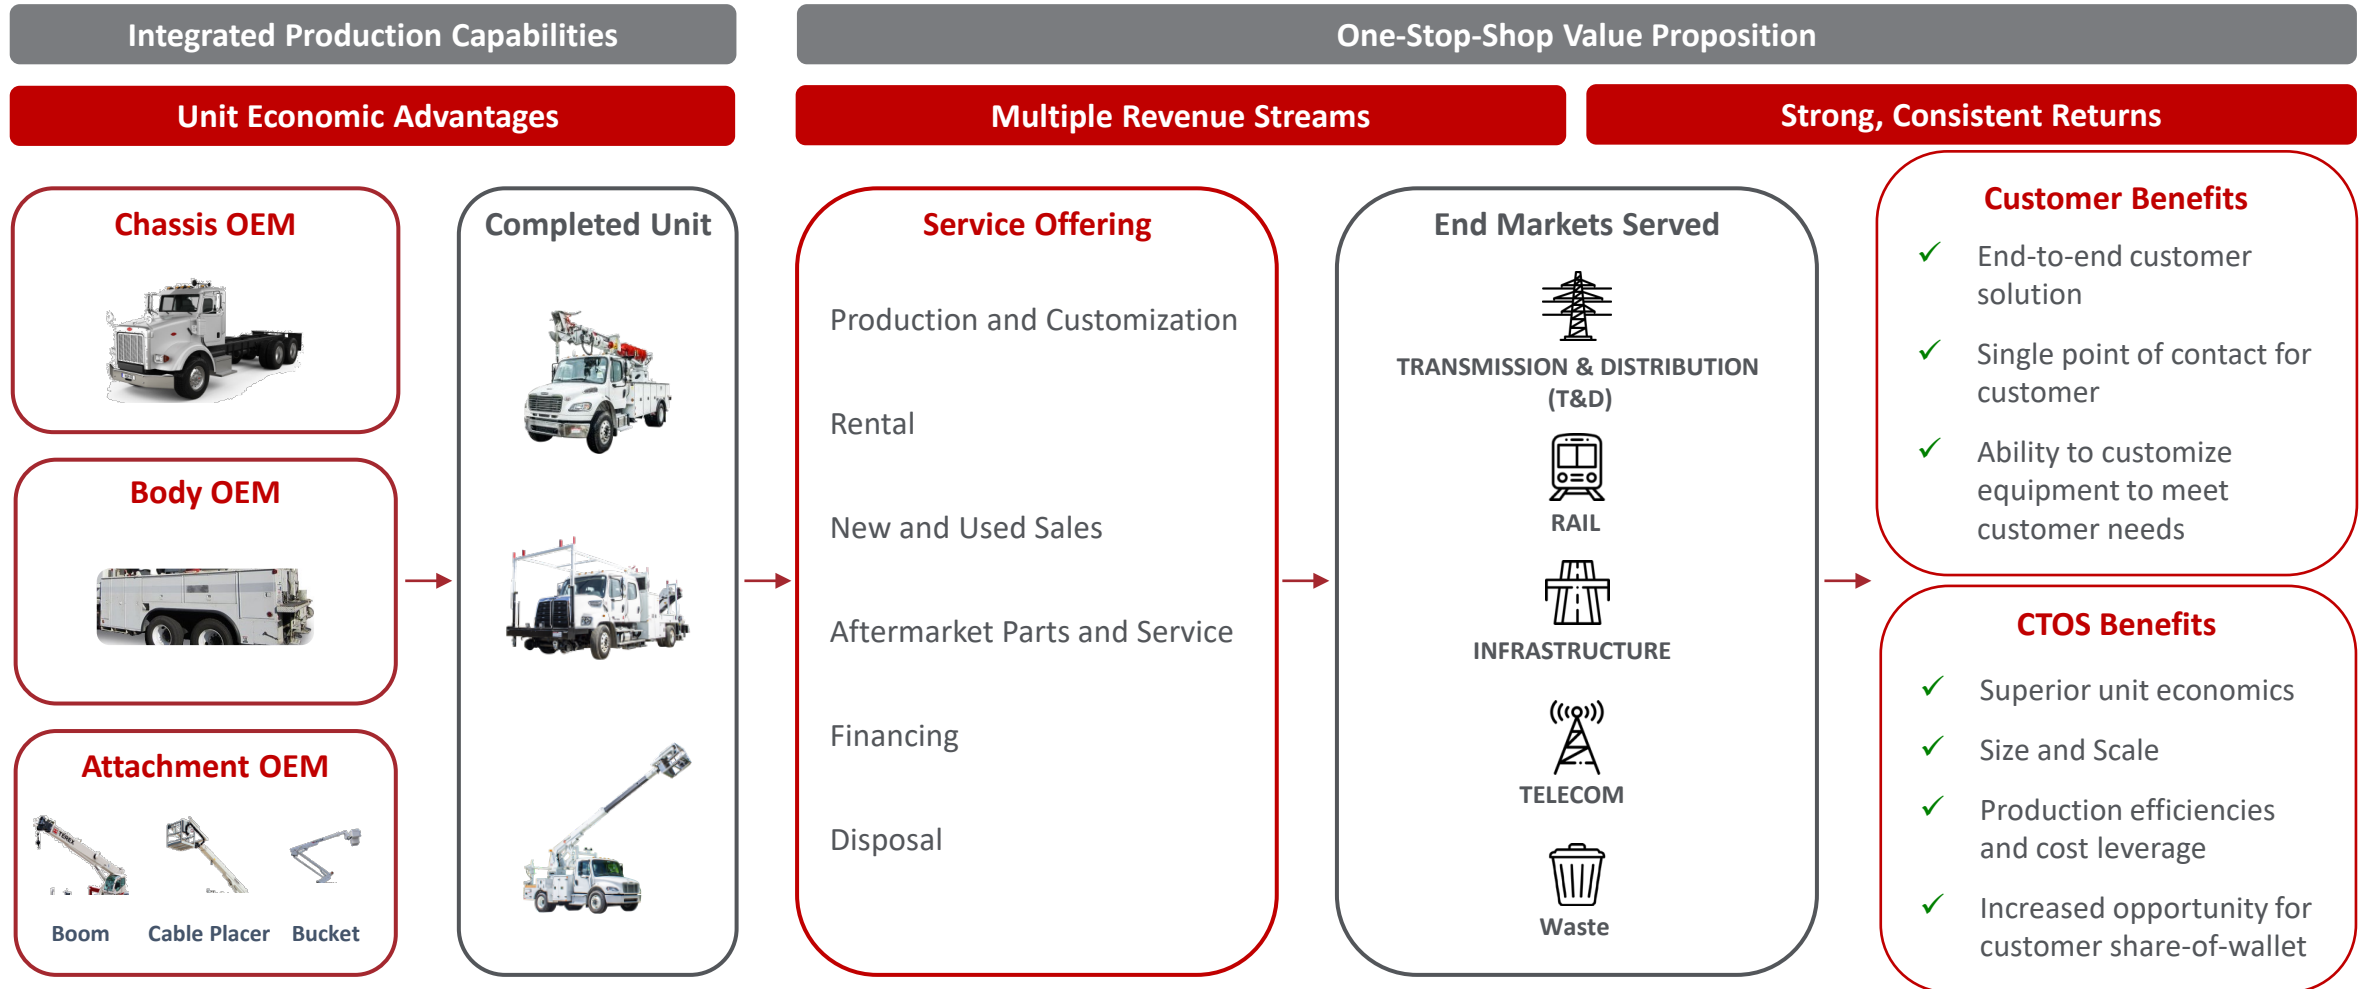 Integrated Production Capabilities
One-Stop-Shop Value Proposition
Unit Economic Advantages
Multiple Revenue Streams
Strong, Consistent Returns
Chassis OEM
Body OEM
Attachment OEM
TEREX
Boom
Cable Placer
Bucket
Completed Unit
Service Offering
Production and Customization
Rental
New and Used Sales
Aftermarket Parts and Service
Financing
Disposal
End Markets Served
TRANSMISSION & DISTRIBUTION
(T&D)
RAIL
INFRASTRUCTURE
TELECOM
Waste
Customer Benefits
End-to-end customer
solution
Single point of contact for
customer
Ability to customize
equipment to meet
customer needs
CTOS Benefits
Superior unit economics
Size and Scale
Production efficiencies
and cost leverage
Increased opportunity for
customer share-of-wallet